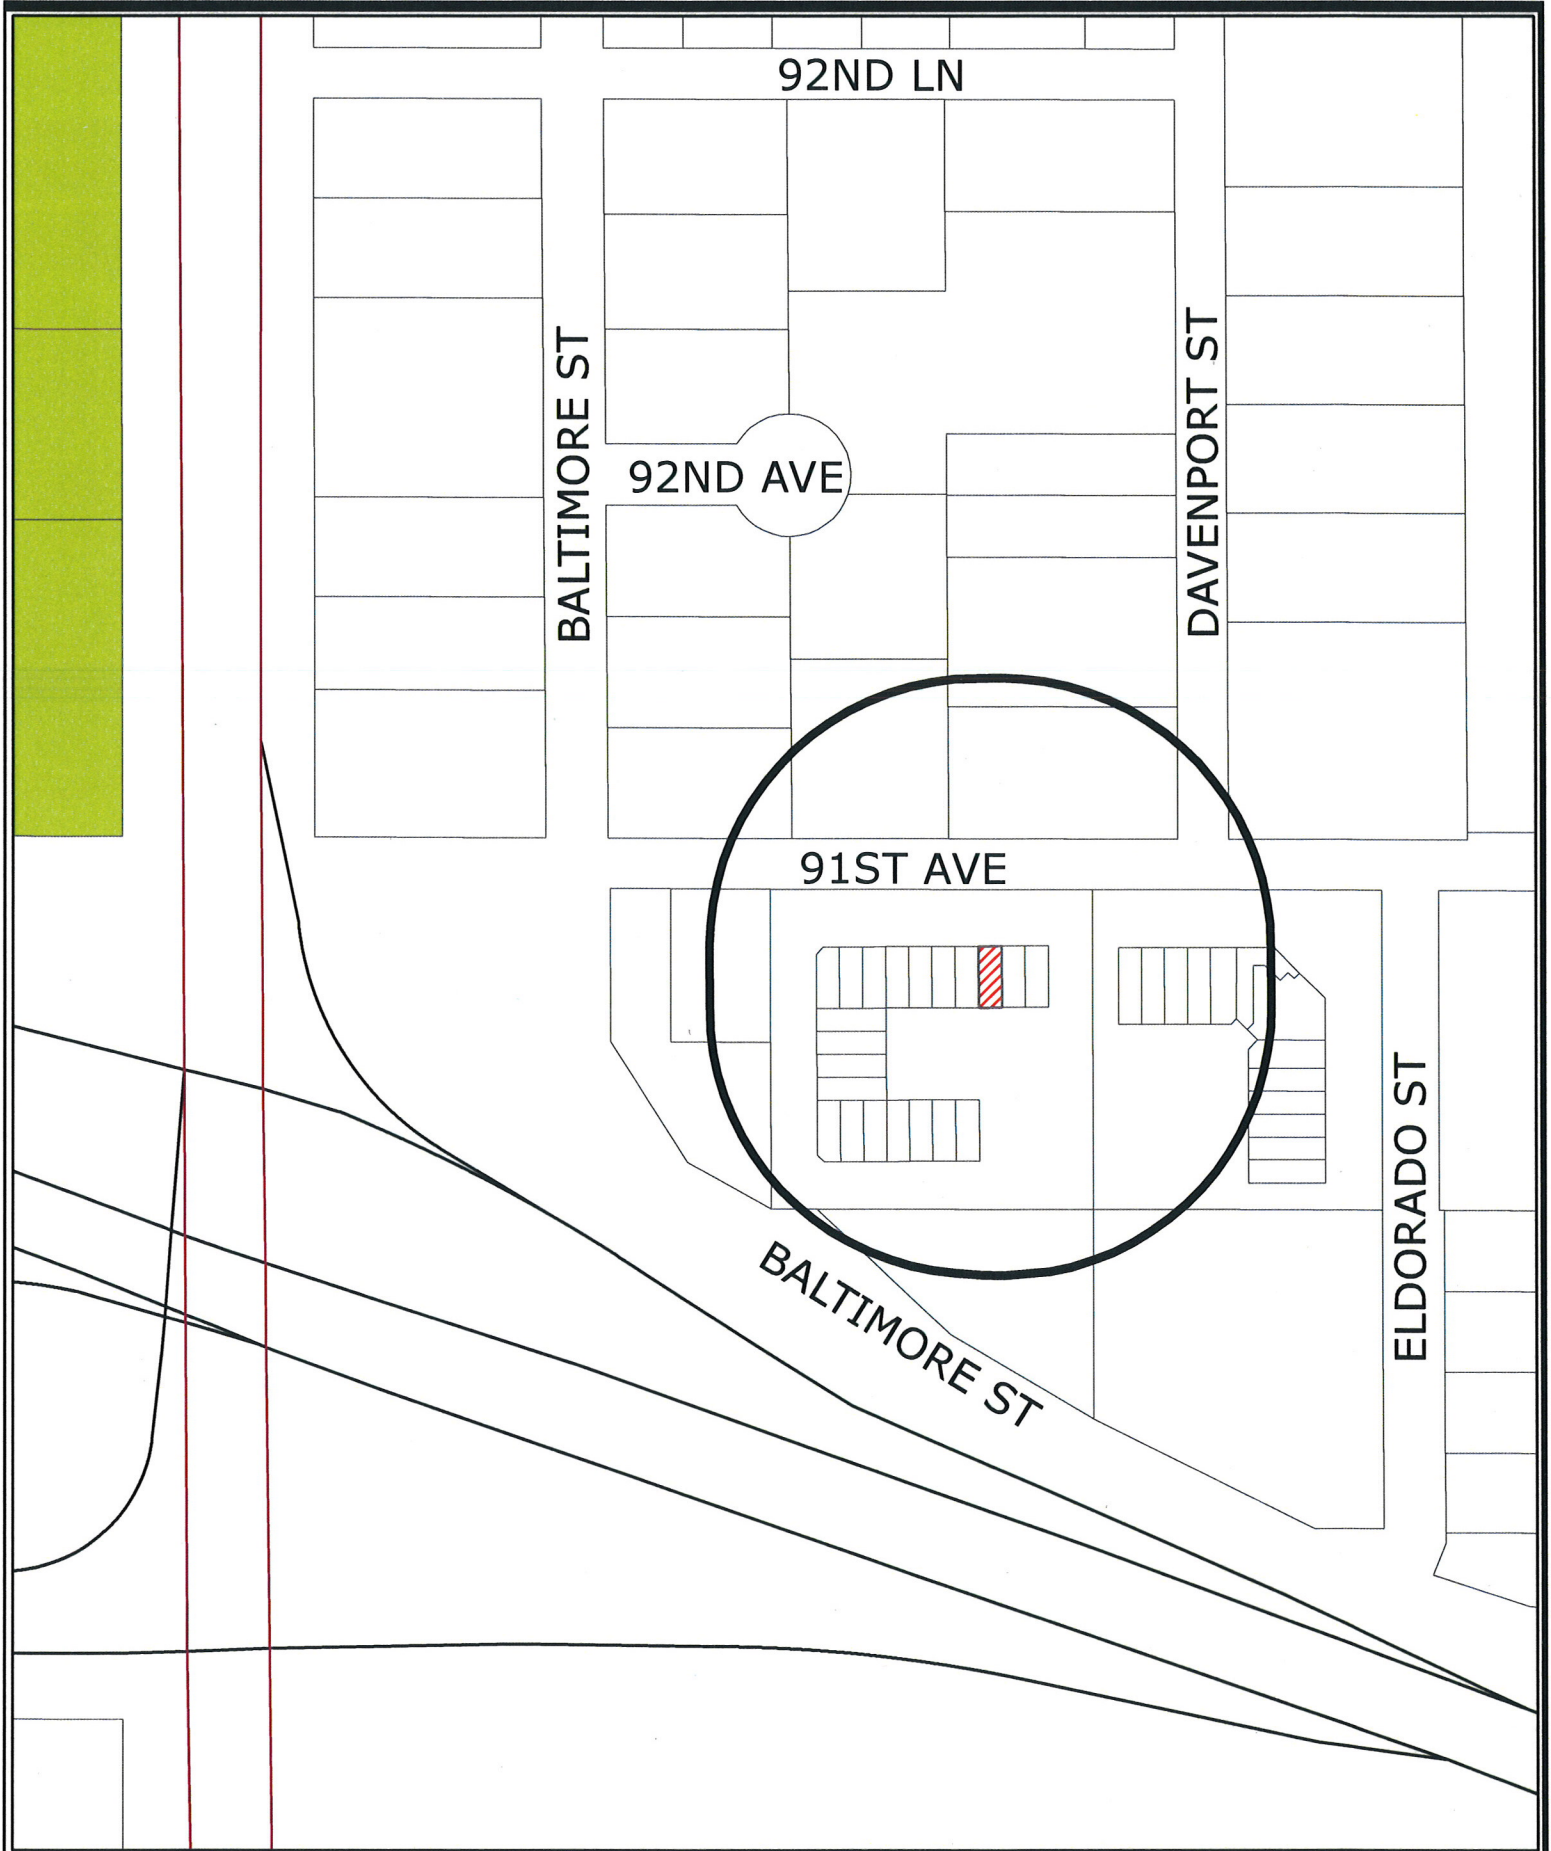 92ND LN
BALTIMORE ST
DAVENPORT ST
92ND AVE
91ST AVE
ELDORADO ST
BALTIMORE ST